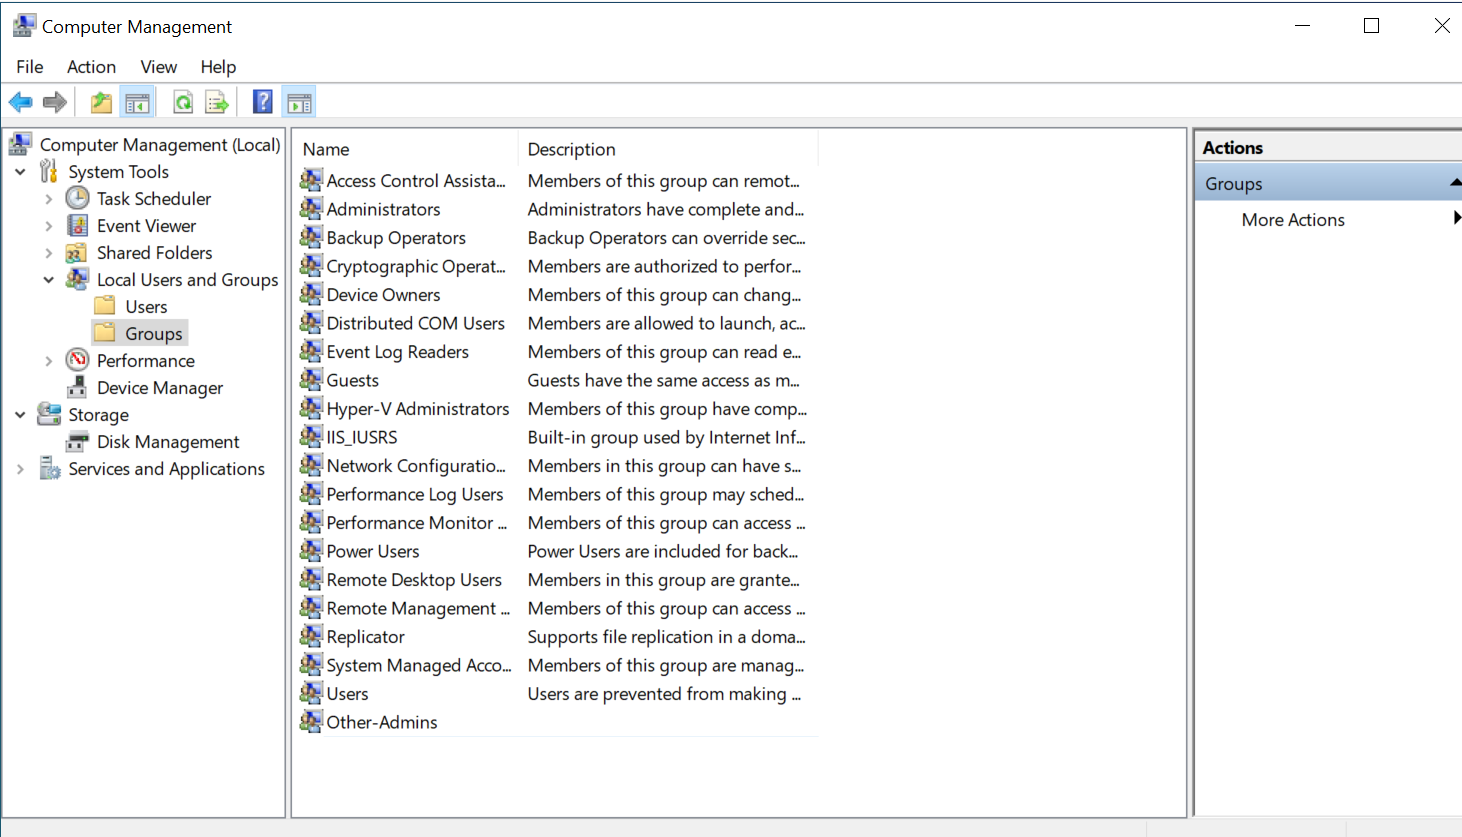 Computer Management
File Action View Help
Computer Management (Local)
System Tools
Task Scheduler
Event Viewer
Shared Folders
Local Users and Groups
Users
Groups
Performance
Device Manager
Storage
Disk Management
Services and Applications
Name Description
Access Control Assista... Members of this group can remot...
Administrators Administrators have complete and...
Backup Operators Backup Operators can override sec...
Cryptographic Operat... Members are authorized to perfor...
Device Owners Members of this group can chang...
Distributed COM Users Members are allowed to launch, ac...
Event Log Readers Members of this group can read e...
Guests Guests have the same access as m...
Hyper-V Administrators Members of this group have comp...
IIS_IUSRS Built-in group used by Internet Inf...
Network Configuratio... Members in this group can have s...
Performance Log Users Members of this group may sched...
Performance Monitor ... Members of this group can access ...
Power Users Power Users are included for back...
Remote Desktop Users Members in this group are grante...
Remote Management ... Members of this group can access ...
Replicator Supports file replication in a doma...
System Managed Acco... Members of this group are manag...
Users Users are prevented from making ...
Other-Admins
Actions
Groups
More Actions